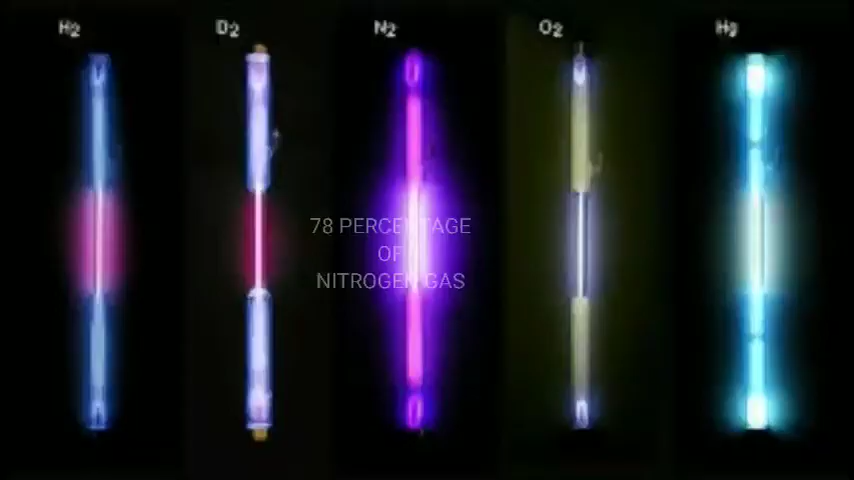 H2 D2 N2 O2 Hg
78 PERCENTAGE
OF
NITROGEN GAS